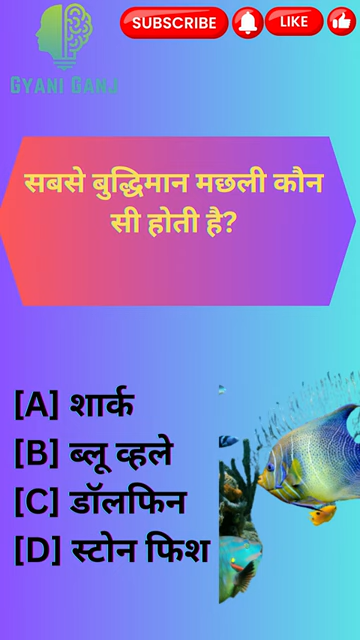 SUBSCRIBE
LIKE
GYANI GANJ
सबसे बुद्धिमान मछली कौन
सी होती है?
[A] शार्क
[B] ब्लू व्हले
[C] डॉलफिन
[D] स्टोन फिश